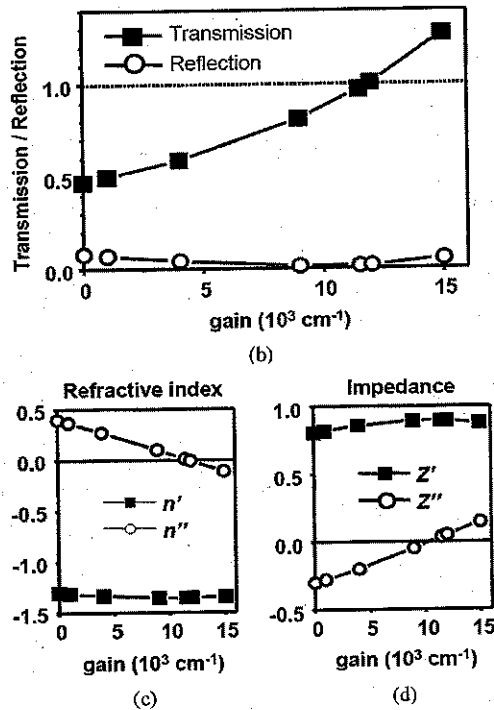 Transmission
Reflection
Transmission / Reflection
1.0
0.5
0.0
0 5 10 15
gain (10³ cm⁻¹)
(b)
Refractive index
0.5
0.0
-0.5
-1.0
-1.5
n'
n''
0 5 10 15
gain (10³ cm⁻¹)
(c)
Impedance
1.0
0.5
0.0
-0.5
Z'
Z''
0 5 10 15
gain (10³ cm⁻¹)
(d)